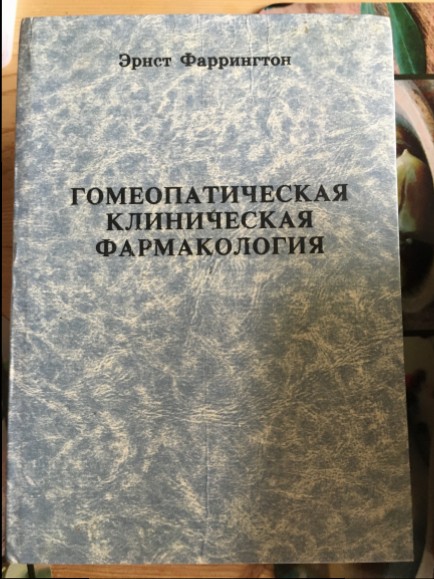 Эрнст Фаррингтон
ГОМЕОПАТИЧЕСКАЯ
КЛИНИЧЕСКАЯ
ФАРМАКОЛОГИЯ